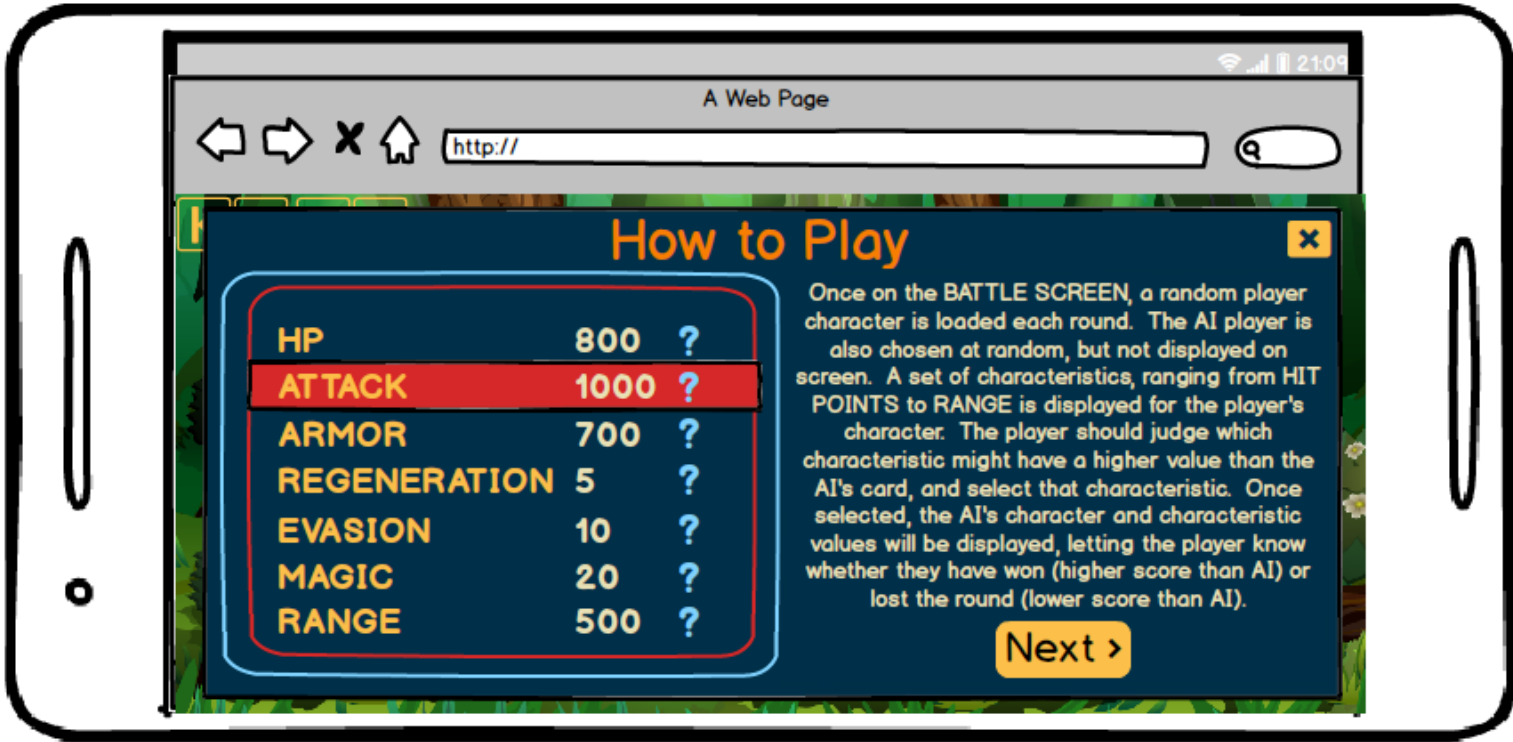 21:09
A Web Page
http://
How to Play
HP 800 ?
ATTACK 1000 ?
ARMOR 700 ?
REGENERATION 5 ?
EVASION 10 ?
MAGIC 20 ?
RANGE 500 ?
Once on the BATTLE SCREEN, a random player
character is loaded each round. The AI player is
also chosen at random, but not displayed on
screen. A set of characteristics, ranging from HIT
POINTS to RANGE is displayed for the player's
character. The player should judge which
characteristic might have a higher value than the
AI's card, and select that characteristic. Once
selected, the AI's character and characteristic
values will be displayed, letting the player know
whether they have won (higher score than AI) or
lost the round (lower score than AI).
Next >